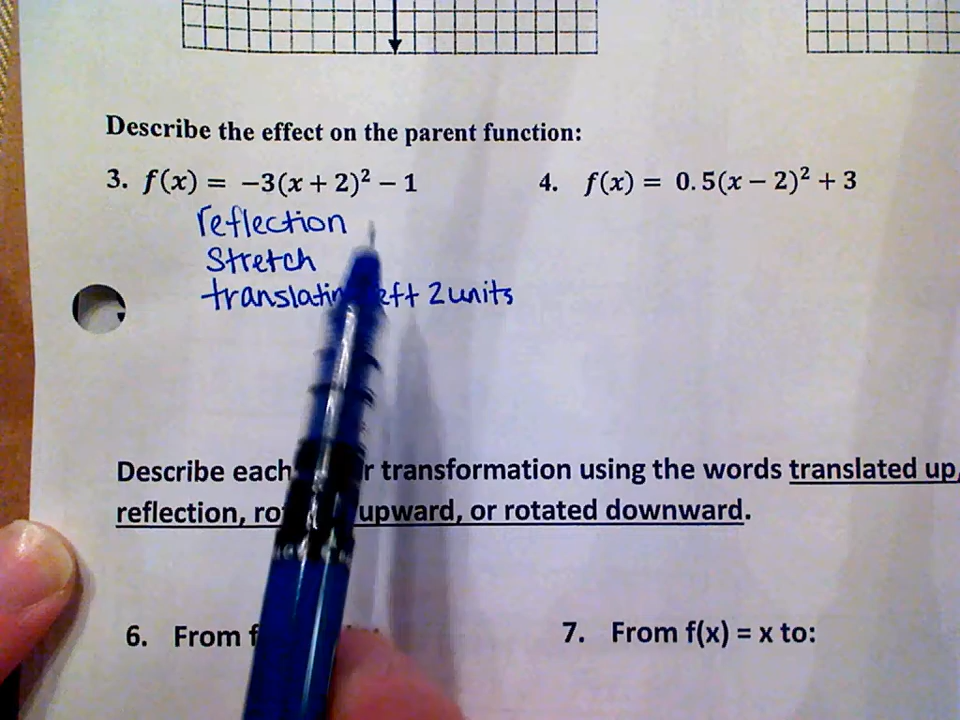 Describe the effect on the parent function:
3. f(x) = −3(x + 2)² − 1
4. f(x) = 0.5(x − 2)² + 3
reflection
Stretch
translatin left 2 units
Describe each transformation using the words translated up,
reflection, upward, or rotated downward.
6. From
7. From f(x) = x to: